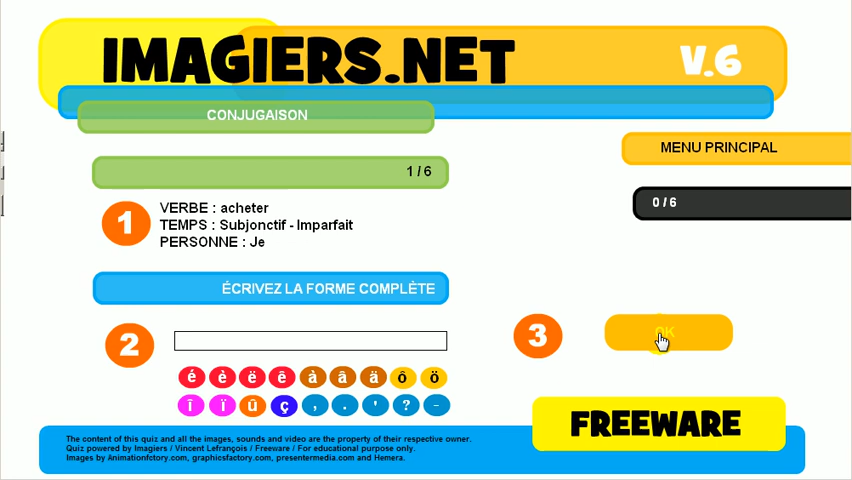 IMAGIERS.NET
V.6
CONJUGAISON
MENU PRINCIPAL
1 / 6
0 / 6
1
VERBE : acheter
TEMPS : Subjonctif - Imparfait
PERSONNE : Je
ÉCRIVEZ LA FORME COMPLÈTE
2
3
OK
é è ë ê à â ä ô ö
î ï û ç , . ' ? -
FREEWARE
The content of this quiz and all the images, sounds and video are the property of their respective owner.
Quiz powered by Imagiers / Vincent Lefrançois / Freeware / For educational purpose only.
Images by Animationfctory.com, graphicsfactory.com, presentermedia.com and Hemera.